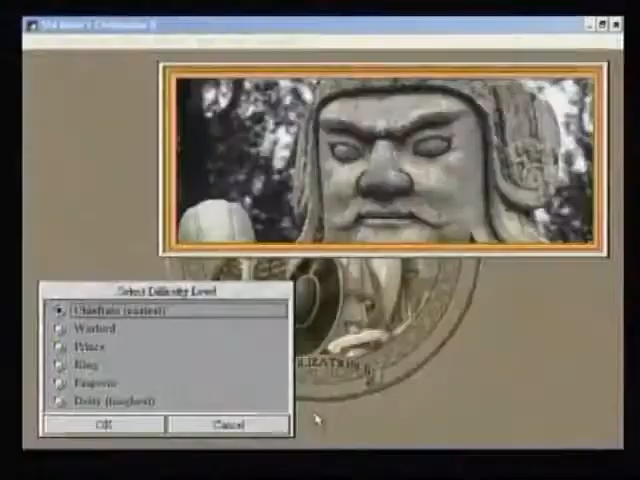 Sid Meier's Civilization II
Select Difficulty Level
Chieftain (easiest)
Warlord
Prince
King
Emperor
Deity (toughest)
OK
Cancel